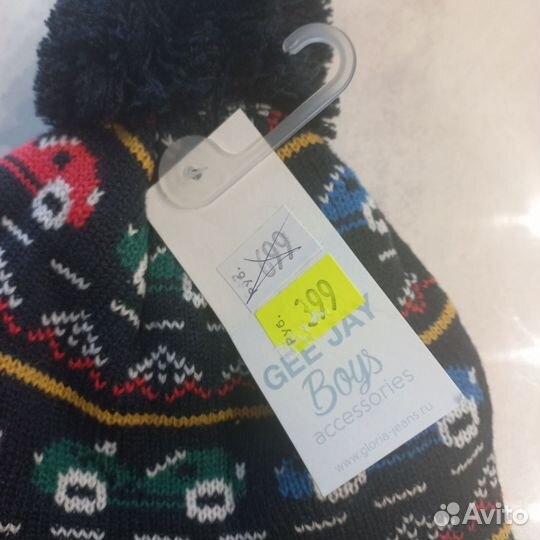 Руб. 699
Руб. 399
GEE JAY
Boys
accessories
www.gloria-jeans.ru
Avito